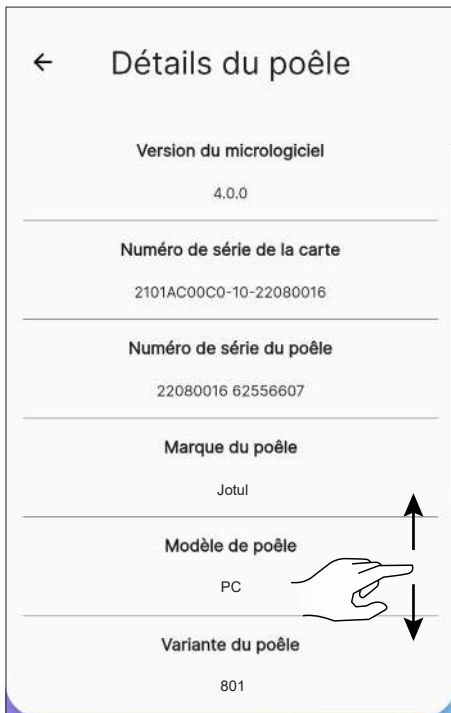 Détails du poêle
Version du micrologiciel
4.0.0
Numéro de série de la carte
2101AC00C0-10-22080016
Numéro de série du poêle
22080016 62556607
Marque du poêle
Jotul
Modèle de poêle
PC
Variante du poêle
801